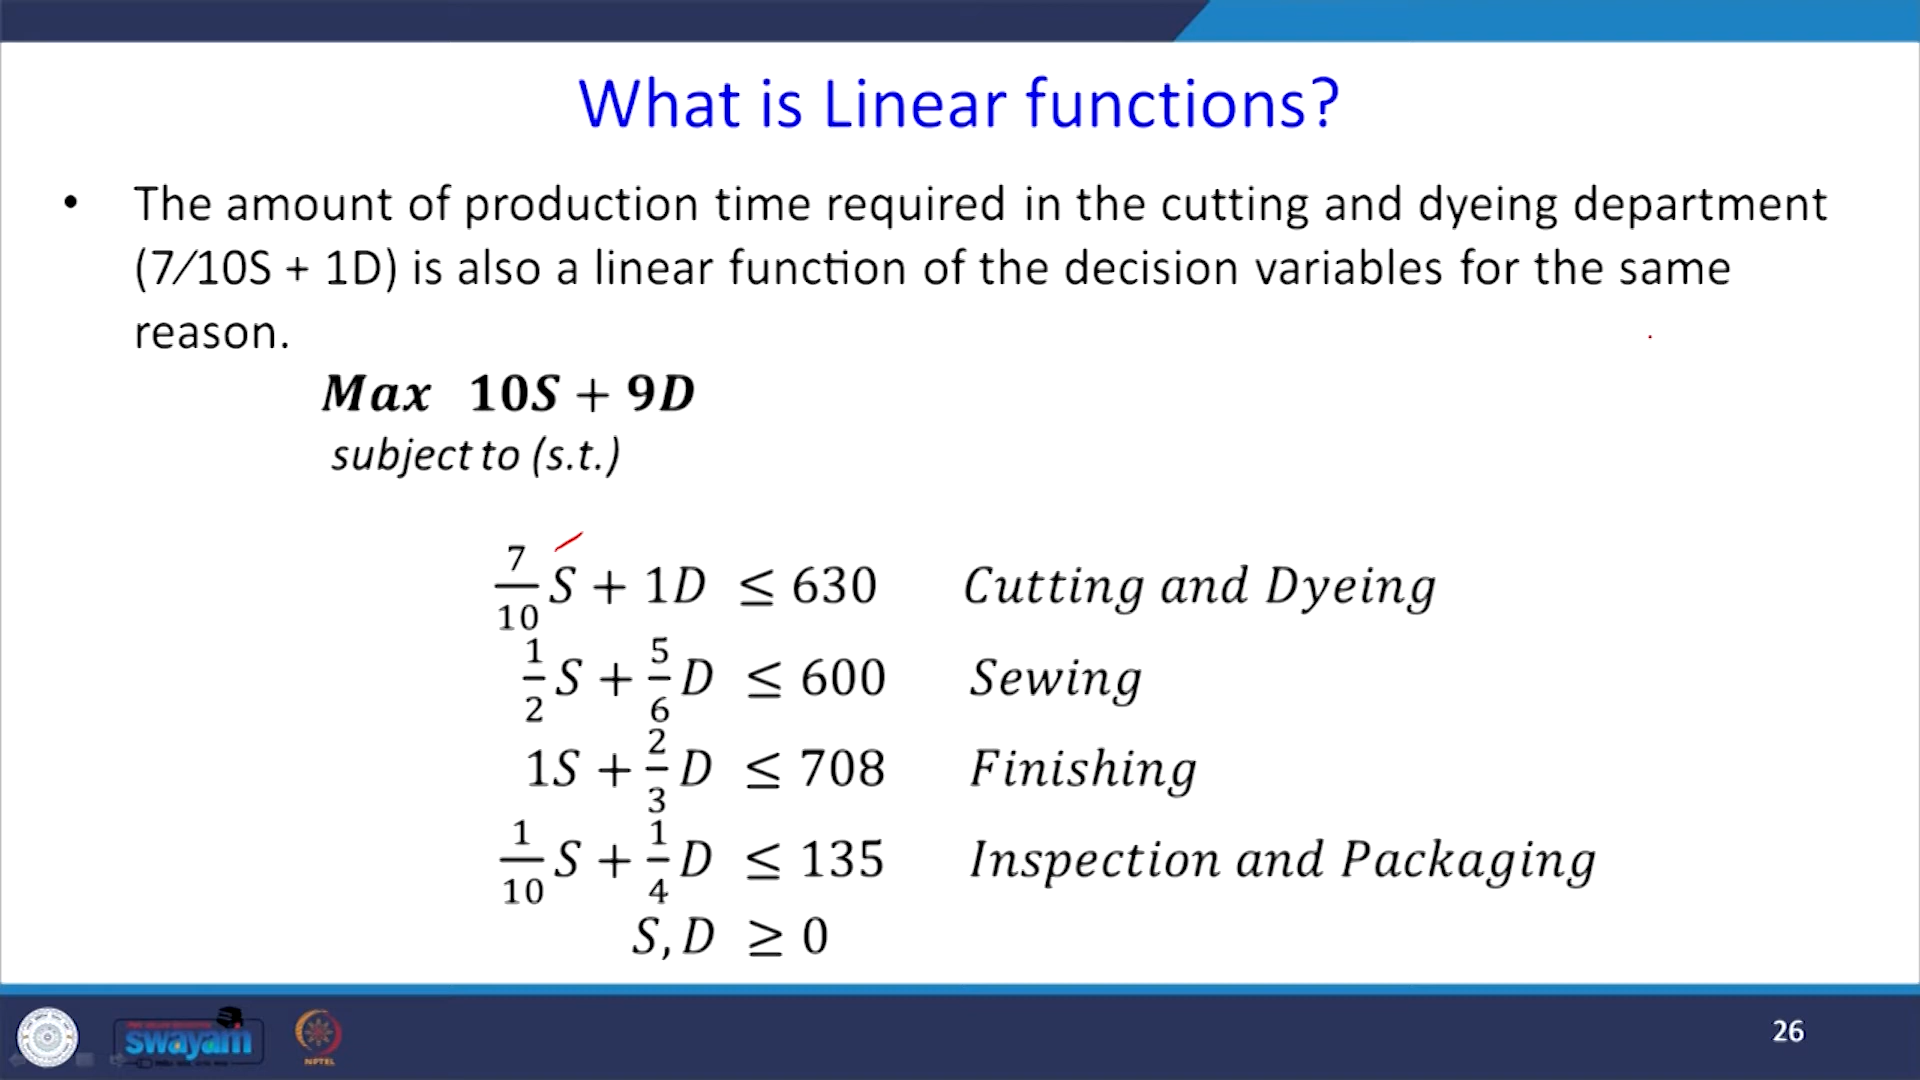 What is Linear functions?
• The amount of production time required in the cutting and dyeing department
(7/10S + 1D) is also a linear function of the decision variables for the same
reason.
Max 10S + 9D
subject to (s.t.)
7/10 S + 1D ≤ 630 Cutting and Dyeing
1/2 S + 5/6 D ≤ 600 Sewing
1S + 2/3 D ≤ 708 Finishing
1/10 S + 1/4 D ≤ 135 Inspection and Packaging
S, D ≥ 0
swayam
NPTEL
26